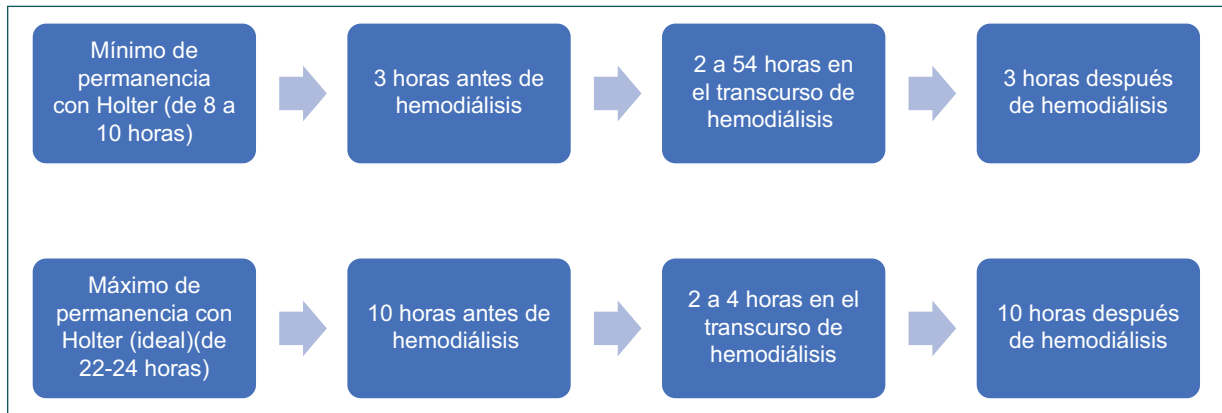 Mínimo de
permanencia
con Holter (de 8 a
10 horas)
3 horas antes de
hemodiálisis
2 a 54 horas en
el transcurso de
hemodiálisis
3 horas después
de hemodiálisis
Máximo de
permanencia con
Holter (ideal)(de
22-24 horas)
10 horas antes de
hemodiálisis
2 a 4 horas en el
transcurso de
hemodiálisis
10 horas después
de hemodiálisis